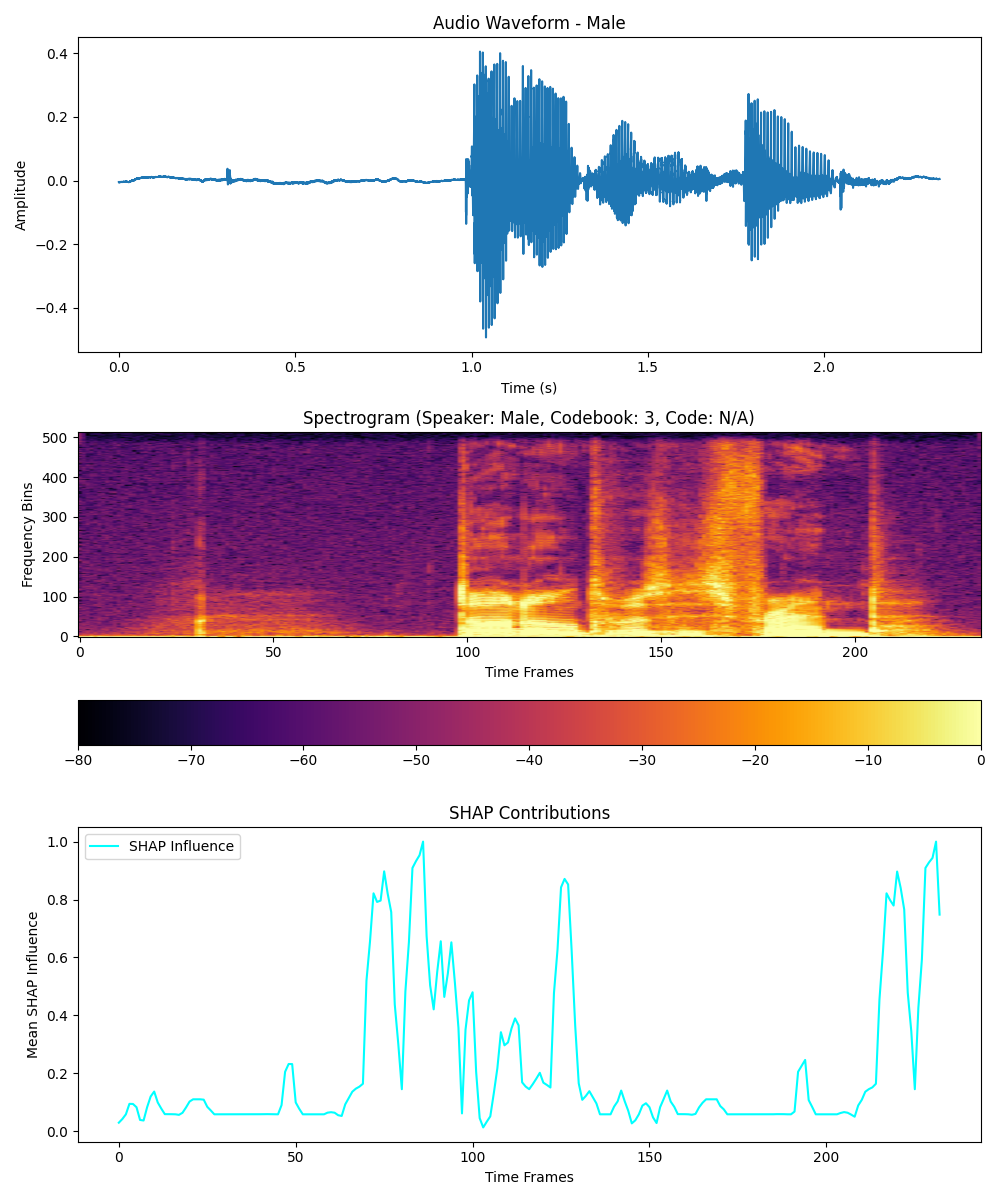 Audio Waveform - Male
0.4
0.2
0.0
−0.2
−0.4
Amplitude
0.0 0.5 1.0 1.5 2.0
Time (s)
Spectrogram (Speaker: Male, Codebook: 3, Code: N/A)
500
400
300
200
100
0
Frequency Bins
0 50 100 150 200
Time Frames
−80 −70 −60 −50 −40 −30 −20 −10 0
SHAP Contributions
SHAP Influence
1.0
0.8
0.6
0.4
0.2
0.0
Mean SHAP Influence
0 50 100 150 200
Time Frames